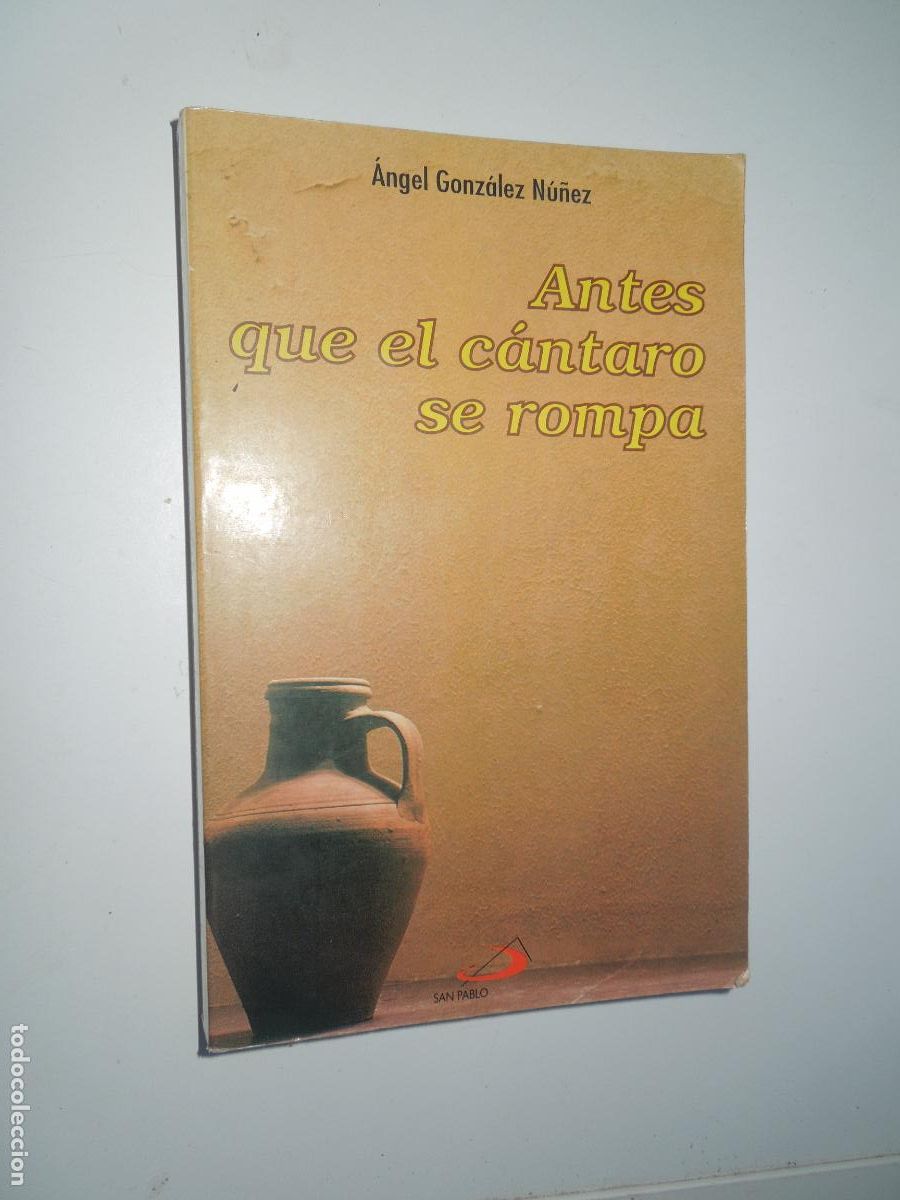 Ángel González Núñez
Antes
que el cántaro
se rompa
SAN PABLO
todocoleccion